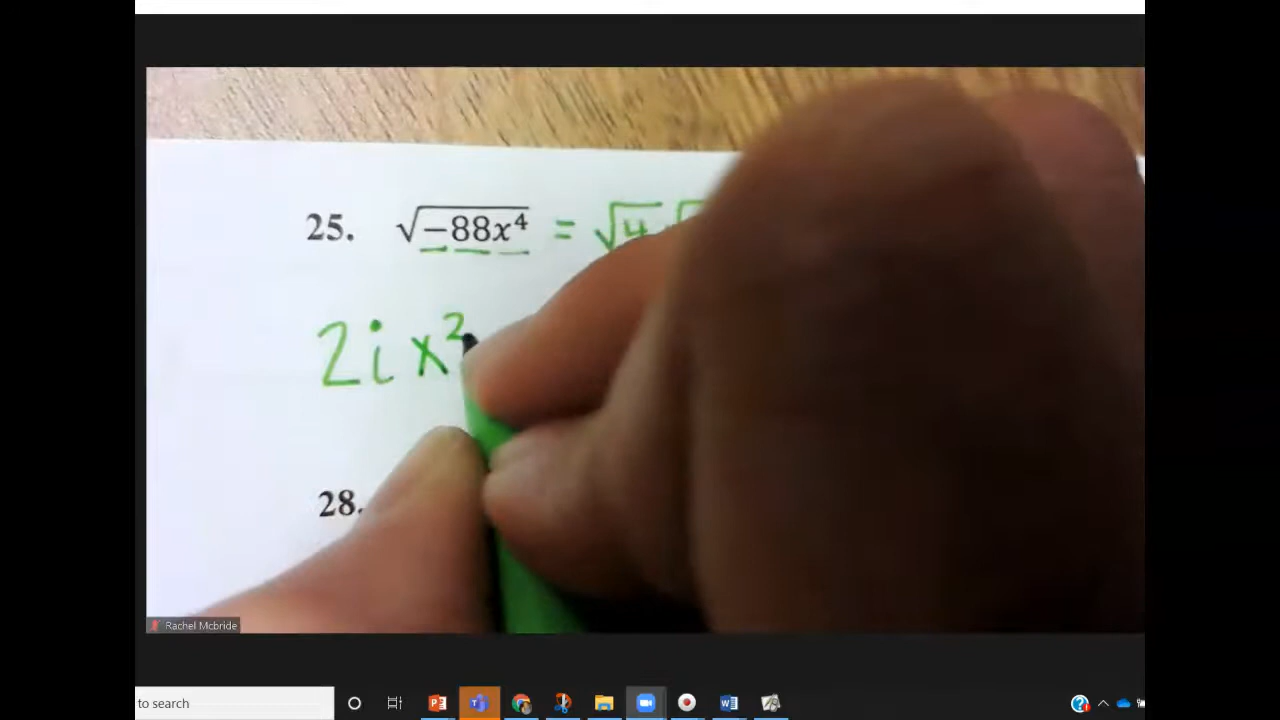 25. √-88x⁴ = √4 √
2ix²
28.
Rachel Mcbride
to search